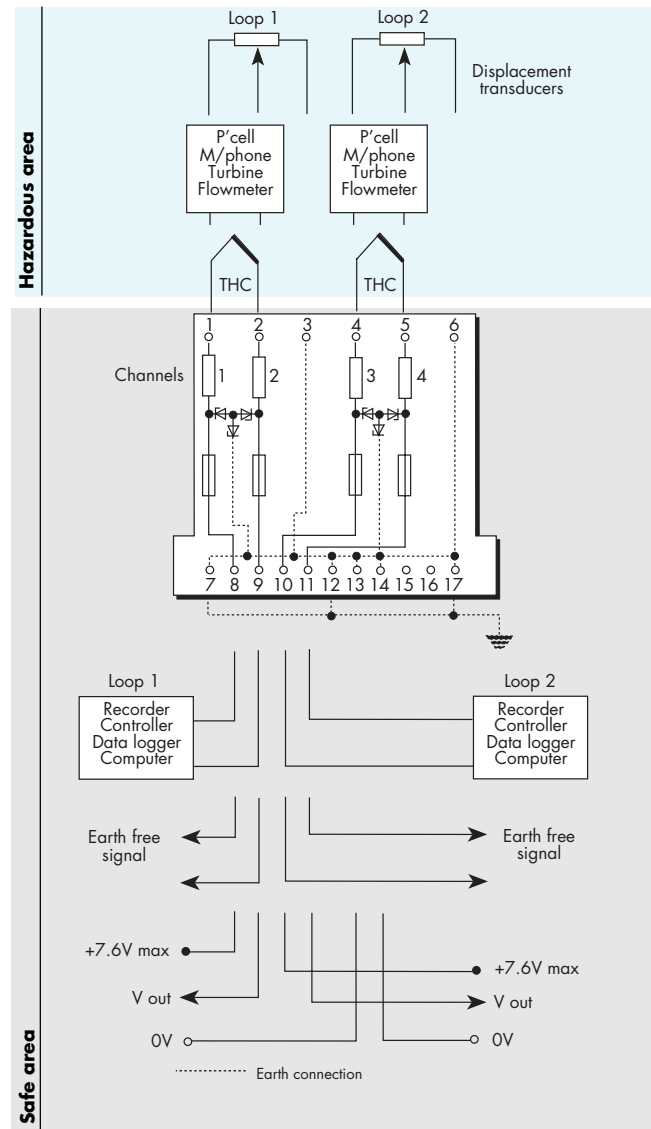 Loop 1 Loop 2
Displacement
transducers
Hazardous area
P'cell
M/phone
Turbine
Flowmeter
P'cell
M/phone
Turbine
Flowmeter
THC THC
1 2 3 4 5 6
Channels 1 2 3 4
7 8 9 10 11 12 13 14 15 16 17
Loop 1
Recorder
Controller
Data logger
Computer
Loop 2
Recorder
Controller
Data logger
Computer
Earth free
signal
Earth free
signal
+7.6V max
+7.6V max
V out
V out
0V 0V
Earth connection
Safe area